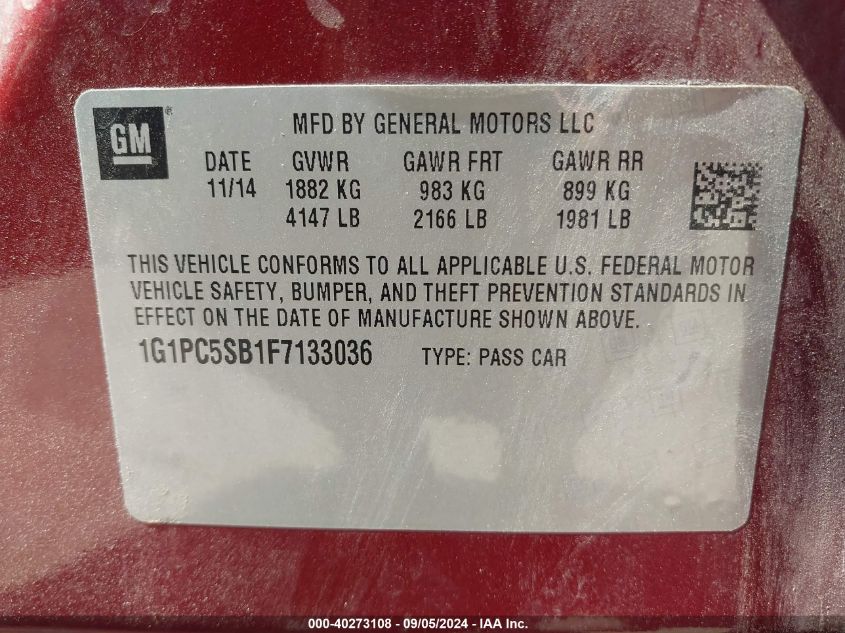 GM ®
MFD BY GENERAL MOTORS LLC
DATE GVWR GAWR FRT GAWR RR
11/14 1882 KG 983 KG 899 KG
4147 LB 2166 LB 1981 LB
THIS VEHICLE CONFORMS TO ALL APPLICABLE U.S. FEDERAL MOTOR
VEHICLE SAFETY, BUMPER, AND THEFT PREVENTION STANDARDS IN
EFFECT ON THE DATE OF MANUFACTURE SHOWN ABOVE.
1G1PC5SB1F7133036 TYPE: PASS CAR
000-40273108 - 09/05/2024 - IAA Inc.